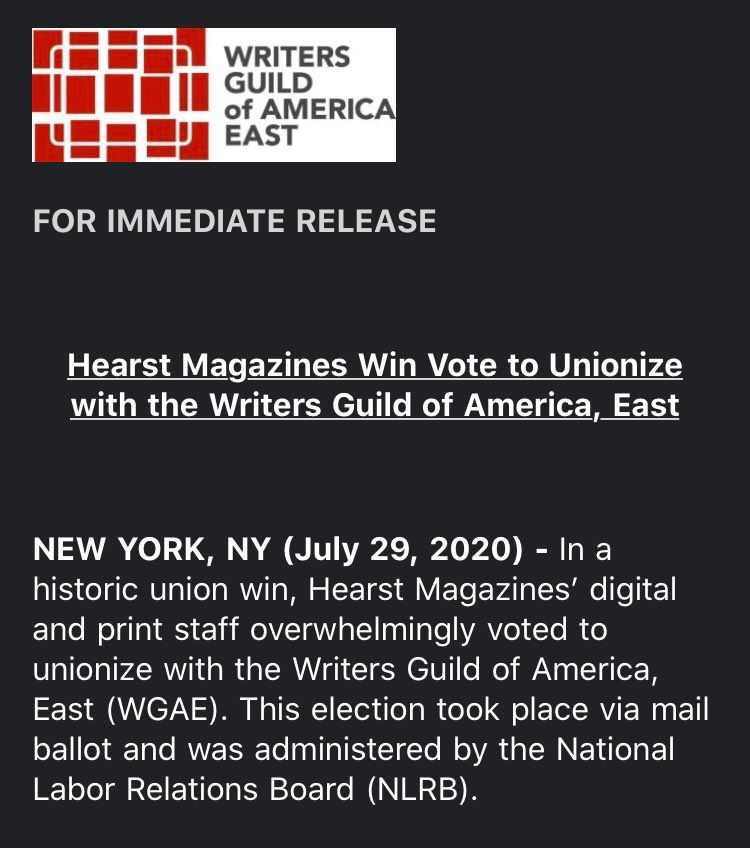 WRITERS
GUILD
of AMERICA
EAST
FOR IMMEDIATE RELEASE
Hearst Magazines Win Vote to Unionize
with the Writers Guild of America, East
NEW YORK, NY (July 29, 2020) - In a
historic union win, Hearst Magazines’ digital
and print staff overwhelmingly voted to
unionize with the Writers Guild of America,
East (WGAE). This election took place via mail
ballot and was administered by the National
Labor Relations Board (NLRB).